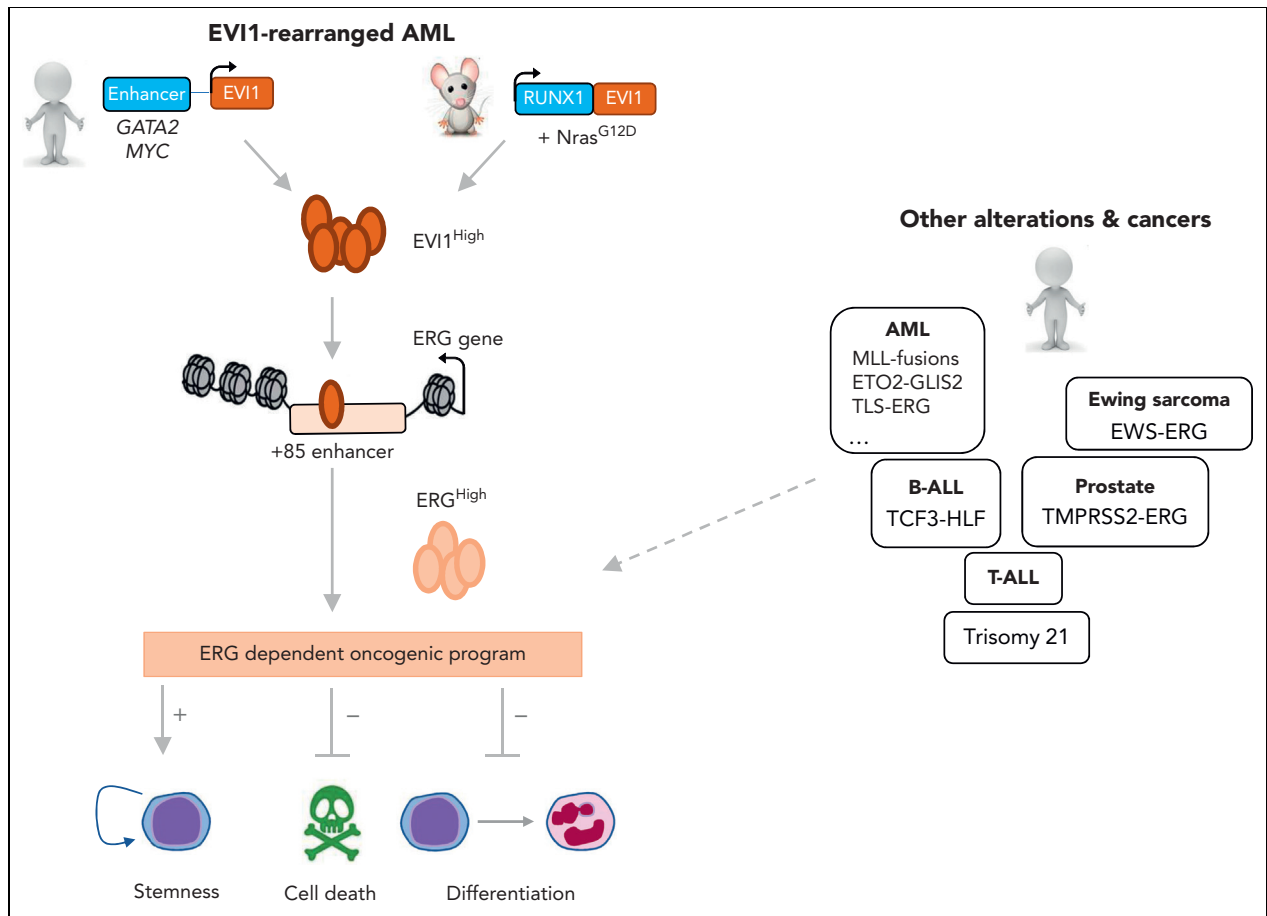 EVI1-rearranged AML
Enhancer
EVI1
GATA2
MYC
RUNX1
EVI1
+ Nras^G12D
EVI1^High
ERG gene
+85 enhancer
ERG^High
ERG dependent oncogenic program
+
–
–
Stemness
Cell death
Differentiation
Other alterations & cancers
AML
MLL-fusions
ETO2-GLIS2
TLS-ERG
...
Ewing sarcoma
EWS-ERG
B-ALL
TCF3-HLF
Prostate
TMPRSS2-ERG
T-ALL
Trisomy 21